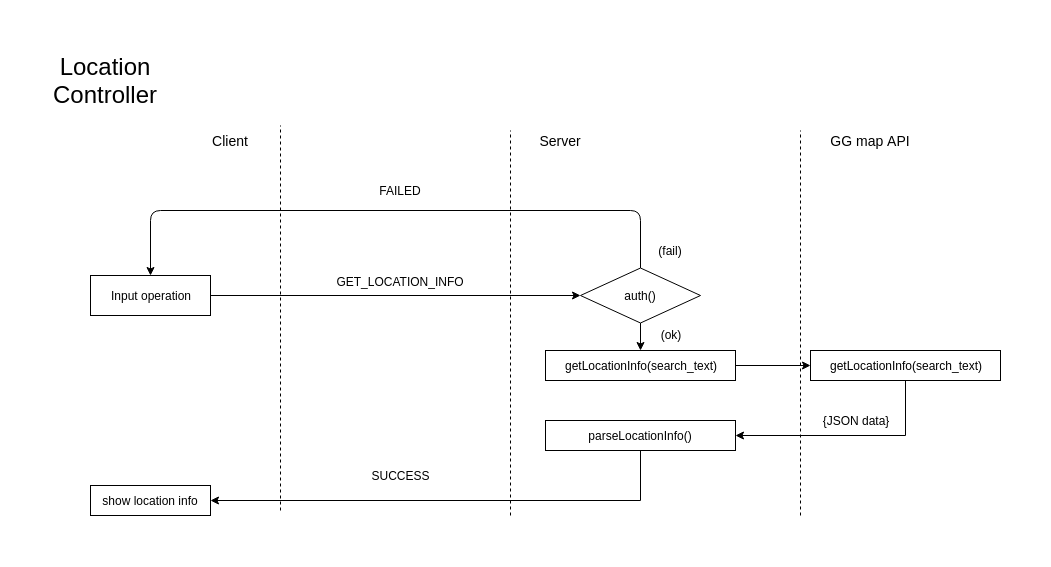 Location
Controller
Client
Server
GG map API
FAILED
(fail)
Input operation
GET_LOCATION_INFO
auth()
(ok)
getLocationInfo(search_text)
getLocationInfo(search_text)
{JSON data}
parseLocationInfo()
SUCCESS
show location info